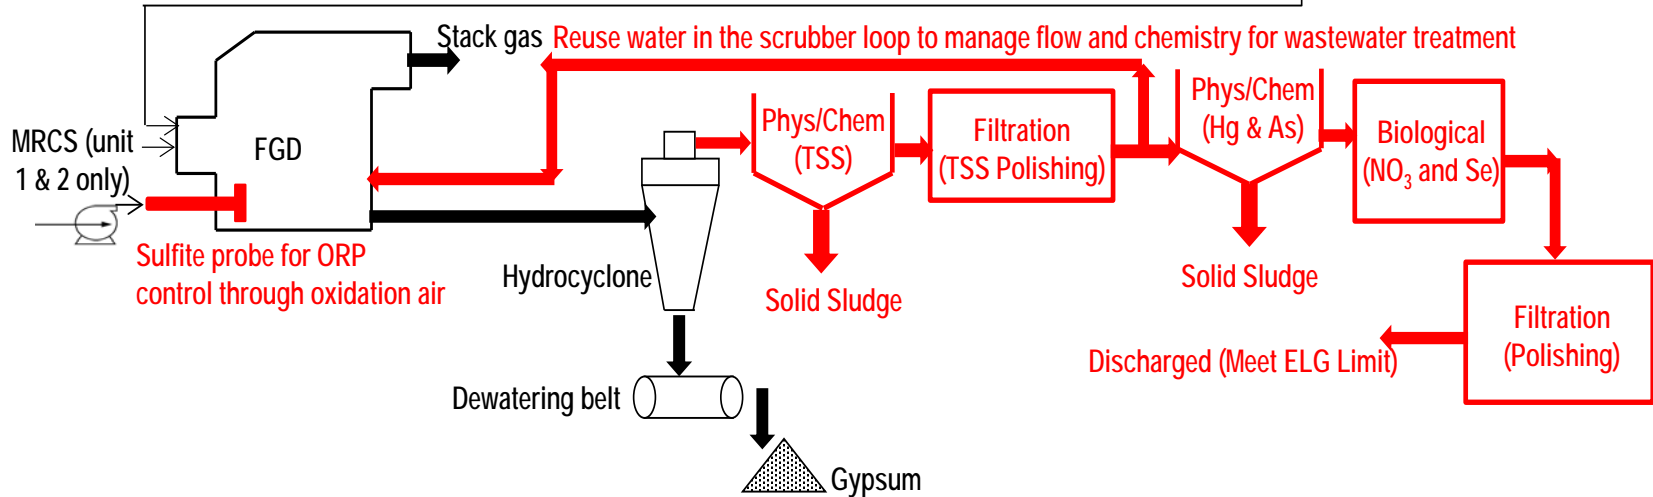 Stack gas
Reuse water in the scrubber loop to manage flow and chemistry for wastewater treatment
MRCS (unit
1 & 2 only)
FGD
Sulfite probe for ORP
control through oxidation air
Hydrocyclone
Phys/Chem
(TSS)
Solid Sludge
Filtration
(TSS Polishing)
Phys/Chem
(Hg & As)
Solid Sludge
Biological
(NO₃ and Se)
Filtration
(Polishing)
Discharged (Meet ELG Limit)
Dewatering belt
Gypsum